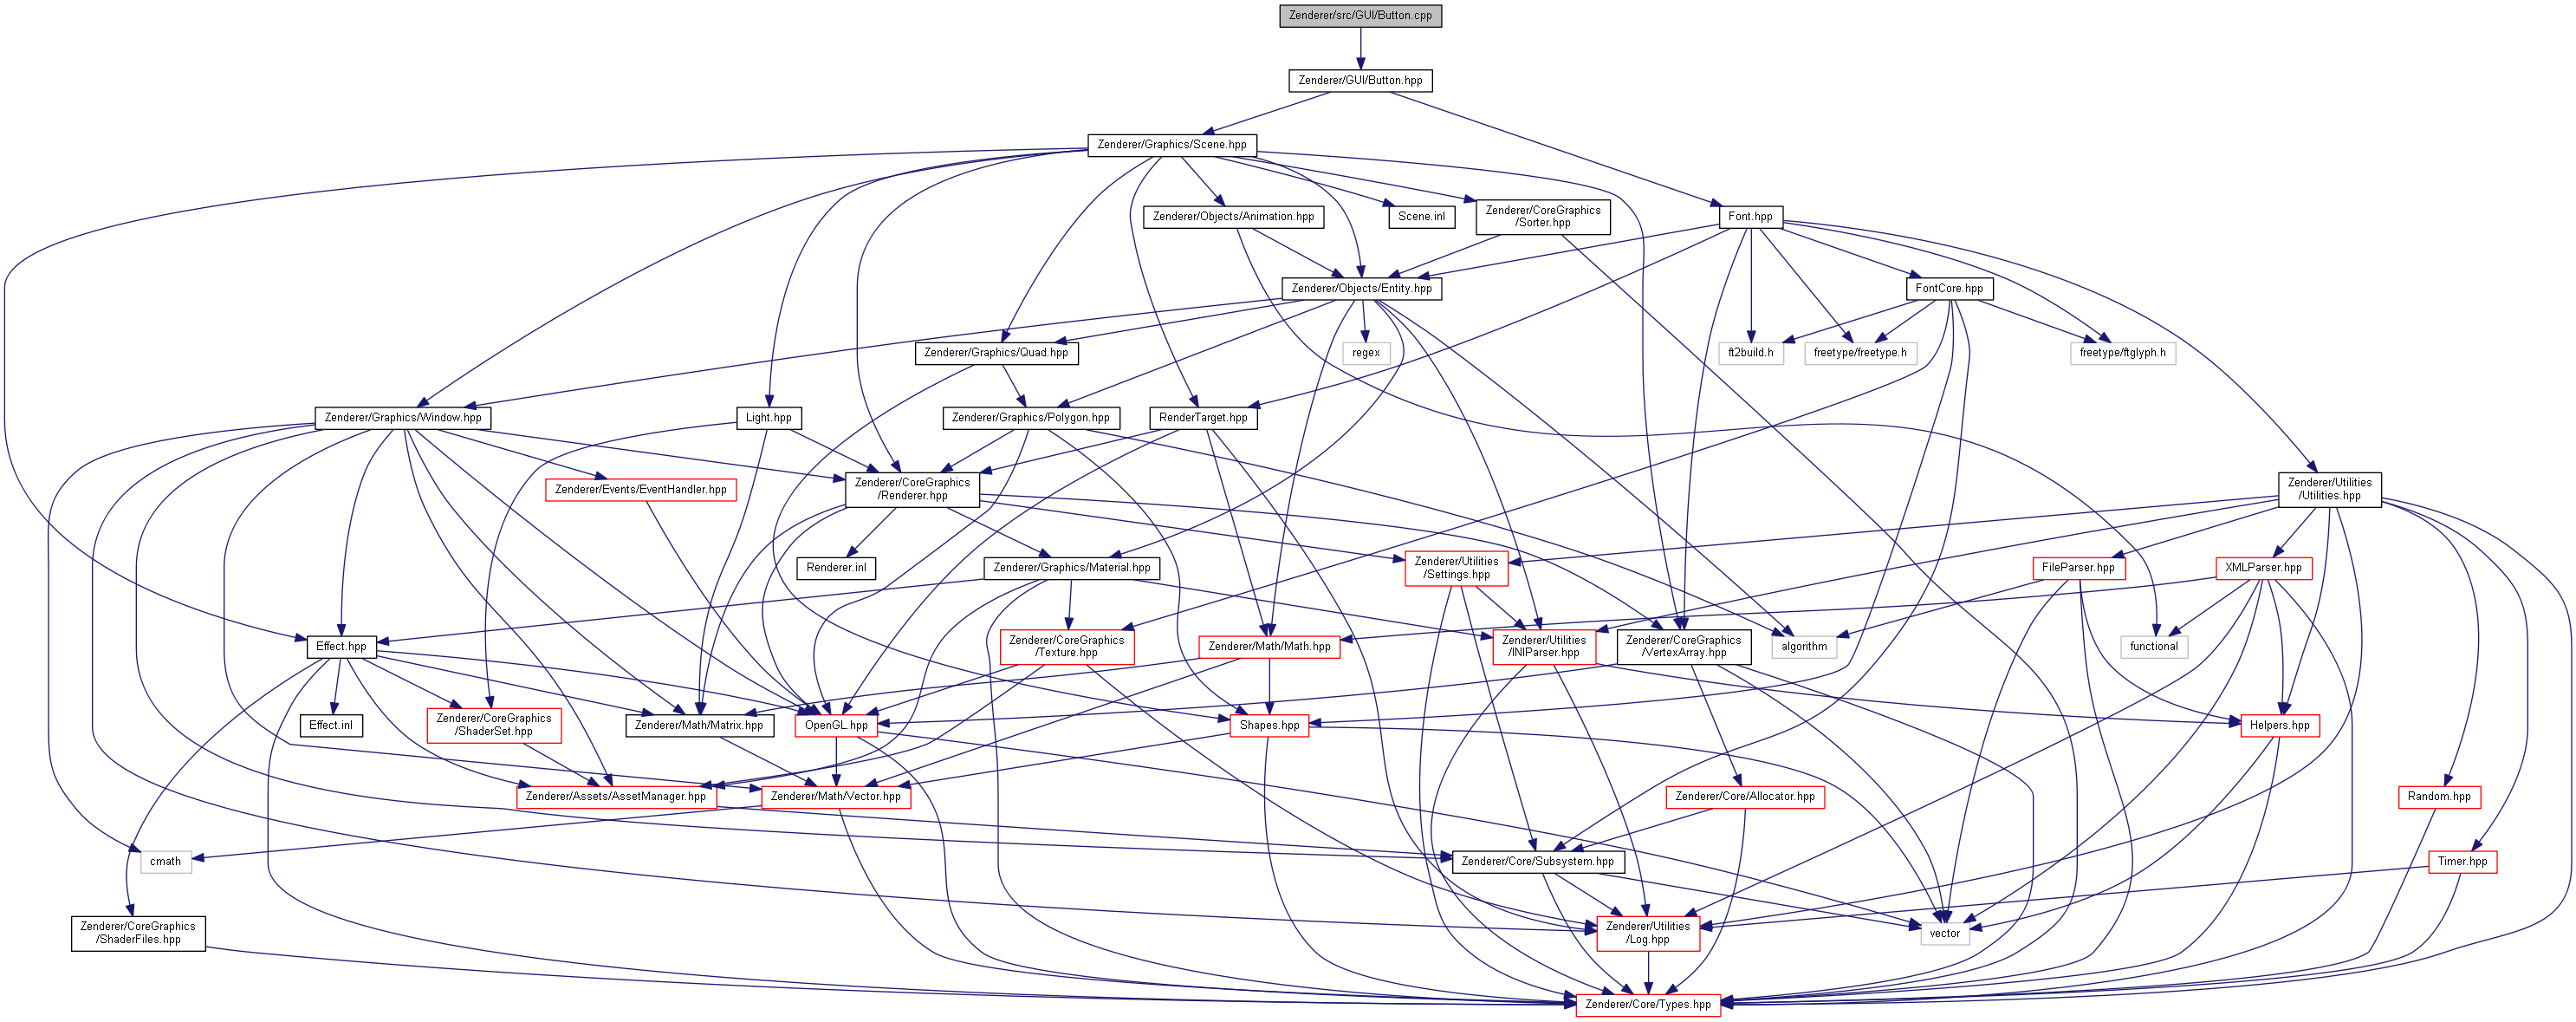 Zenderer/src/GUI/Button.cpp
Zenderer/GUI/Button.hpp
Zenderer/Graphics/Scene.hpp
Zenderer/Objects/Animation.hpp
Scene.inl
Zenderer/CoreGraphics
/Sorter.hpp
Font.hpp
Zenderer/Objects/Entity.hpp
FontCore.hpp
Zenderer/Graphics/Quad.hpp
regex
ft2build.h
freetype/freetype.h
freetype/ftglyph.h
Zenderer/Graphics/Window.hpp
Light.hpp
Zenderer/Graphics/Polygon.hpp
RenderTarget.hpp
Zenderer/Events/EventHandler.hpp
Zenderer/CoreGraphics
/Renderer.hpp
Zenderer/Utilities
/Utilities.hpp
Renderer.inl
Zenderer/Graphics/Material.hpp
Zenderer/Utilities
/Settings.hpp
FileParser.hpp
XMLParser.hpp
Effect.hpp
Zenderer/CoreGraphics
/Texture.hpp
Zenderer/Math/Math.hpp
Zenderer/Utilities
/INIParser.hpp
Zenderer/CoreGraphics
/VertexArray.hpp
algorithm
functional
Effect.inl
Zenderer/CoreGraphics
/ShaderSet.hpp
Zenderer/Math/Matrix.hpp
OpenGL.hpp
Shapes.hpp
Helpers.hpp
Zenderer/Assets/AssetManager.hpp
Zenderer/Math/Vector.hpp
Zenderer/Core/Allocator.hpp
Random.hpp
cmath
Zenderer/Core/Subsystem.hpp
Timer.hpp
Zenderer/CoreGraphics
/ShaderFiles.hpp
Zenderer/Utilities
/Log.hpp
vector
Zenderer/Core/Types.hpp